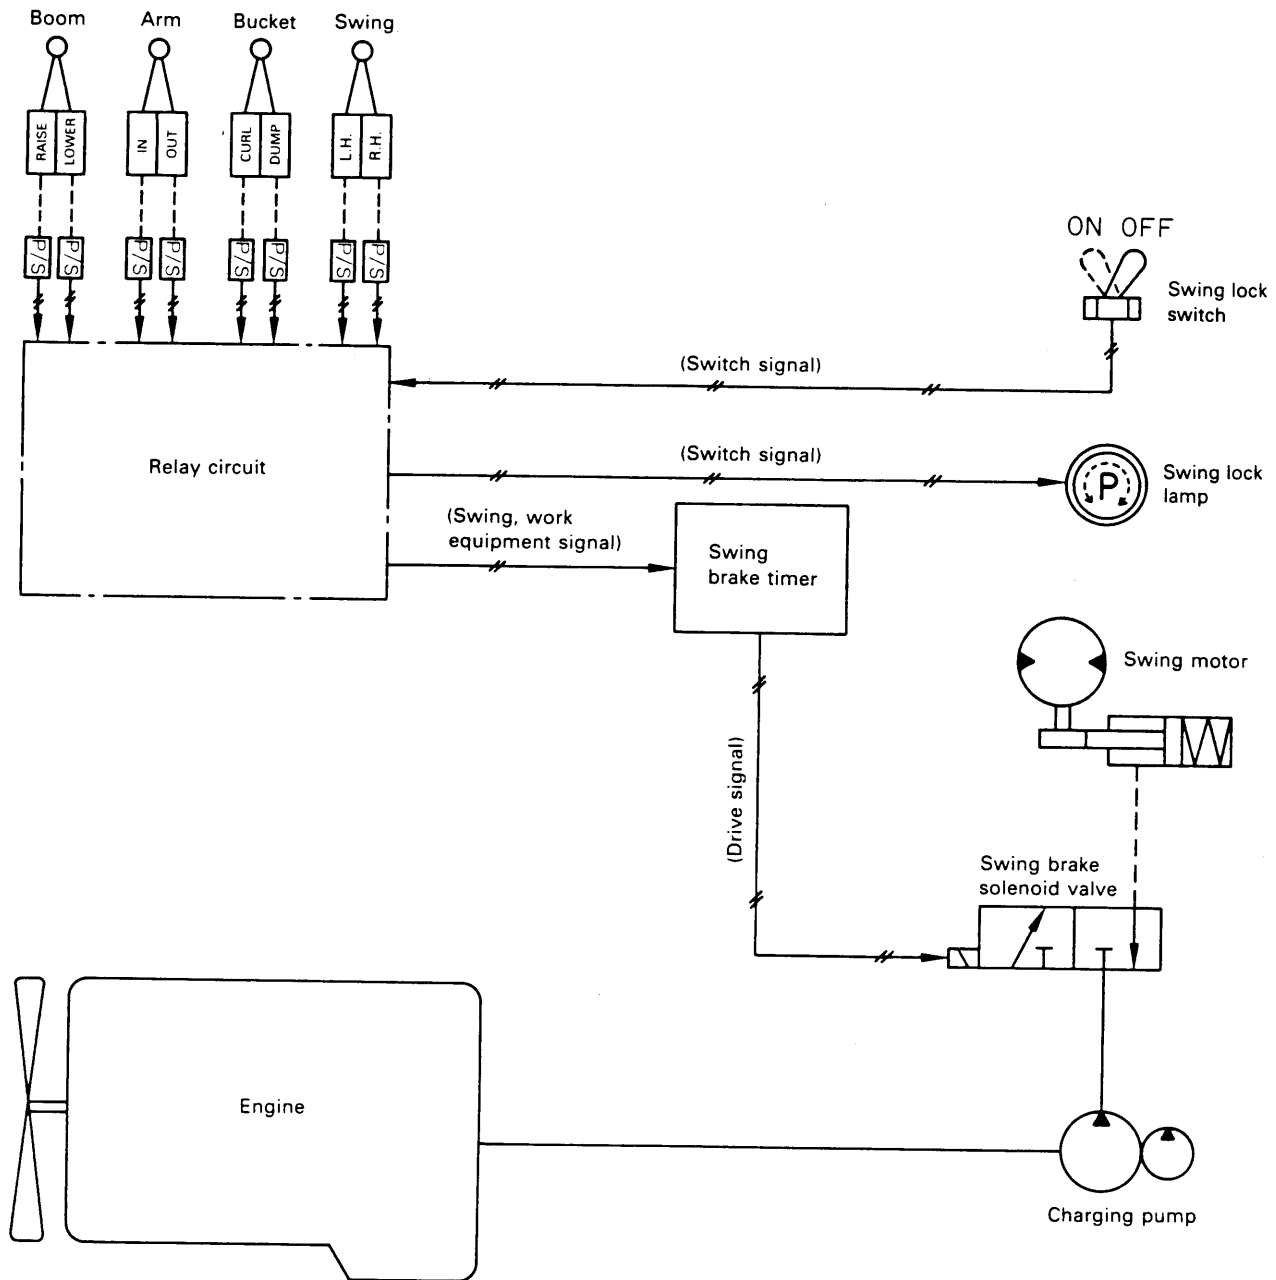 Boom Arm Bucket Swing
RAISE LOWER IN OUT CURL DUMP L.H. R.H.
P/S P/S P/S P/S P/S P/S P/S P/S
ON OFF
Swing lock
switch
(Switch signal)
Relay circuit
(Switch signal)
P
Swing lock
lamp
(Swing, work
equipment signal)
Swing
brake timer
Swing motor
(Drive signal)
Swing brake
solenoid valve
Engine
Charging pump